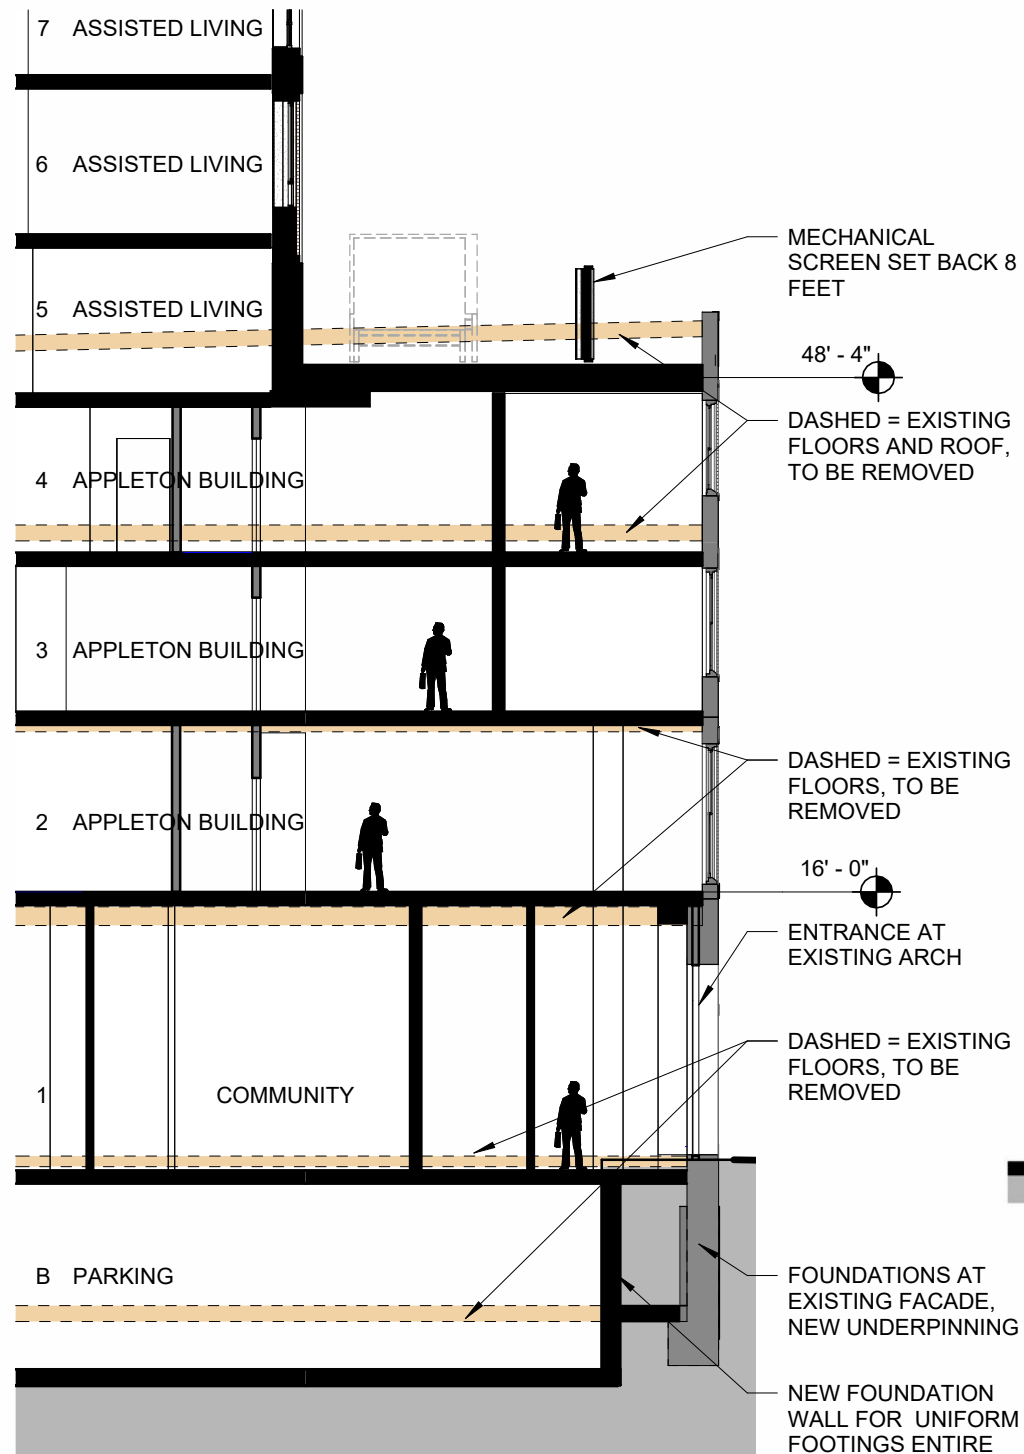 7 ASSISTED LIVING
6 ASSISTED LIVING
MECHANICAL
SCREEN SET BACK 8
FEET
5 ASSISTED LIVING
48' - 4"
DASHED = EXISTING
FLOORS AND ROOF,
TO BE REMOVED
4 APPLETON BUILDING
3 APPLETON BUILDING
DASHED = EXISTING
FLOORS, TO BE
REMOVED
2 APPLETON BUILDING
16' - 0"
ENTRANCE AT
EXISTING ARCH
DASHED = EXISTING
FLOORS, TO BE
REMOVED
1 COMMUNITY
B PARKING
FOUNDATIONS AT
EXISTING FACADE,
NEW UNDERPINNING
NEW FOUNDATION
WALL FOR UNIFORM
FOOTINGS ENTIRE